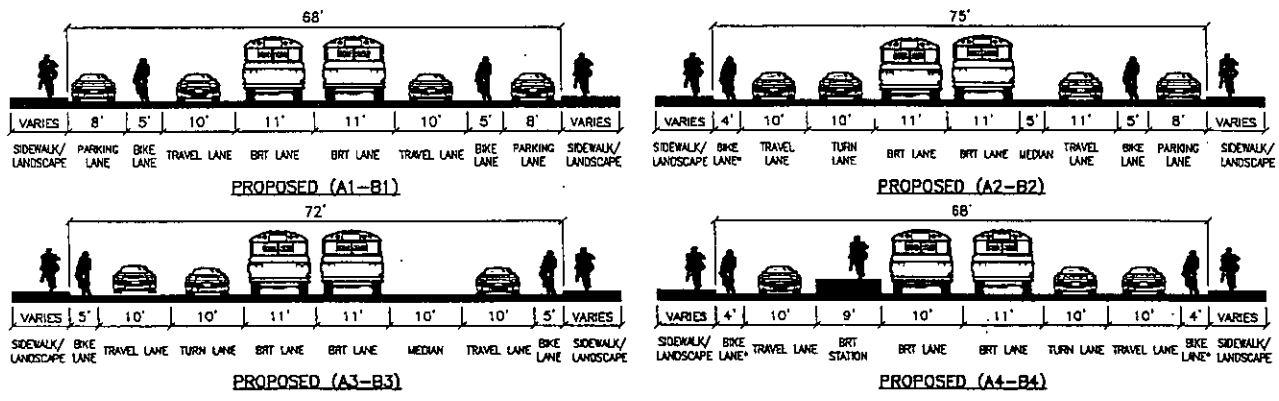 68'
VARIES 8' 5' 10' 11' 11' 10' 5' 8' VARIES
SIDEWALK/ LANDSCAPE PARKING LANE BIKE LANE TRAVEL LANE BRT LANE BRT LANE TRAVEL LANE BIKE LANE PARKING LANE SIDEWALK/ LANDSCAPE
PROPOSED (A1-B1)
75'
VARIES 4' 10' 10' 11' 11' 5' 11' 5' 8' VARIES
SIDEWALK/ LANDSCAPE BIKE LANE* TRAVEL LANE TURN LANE BRT LANE BRT LANE MEDIAN TRAVEL LANE BIKE LANE PARKING LANE SIDEWALK/ LANDSCAPE
PROPOSED (A2-B2)
72'
VARIES 5' 10' 10' 11' 11' 10' 10' 5' VARIES
SIDEWALK/ LANDSCAPE BIKE LANE TRAVEL LANE TURN LANE BRT LANE BRT LANE MEDIAN TRAVEL LANE BIKE LANE SIDEWALK/ LANDSCAPE
PROPOSED (A3-B3)
68'
VARIES 4' 10' 9' 10' 11' 10' 10' 4' VARIES
SIDEWALK/ LANDSCAPE BIKE LANE* TRAVEL LANE BRT STATION BRT LANE BRT LANE TURN LANE TRAVEL LANE BIKE LANE* SIDEWALK/ LANDSCAPE
PROPOSED (A4-B4)